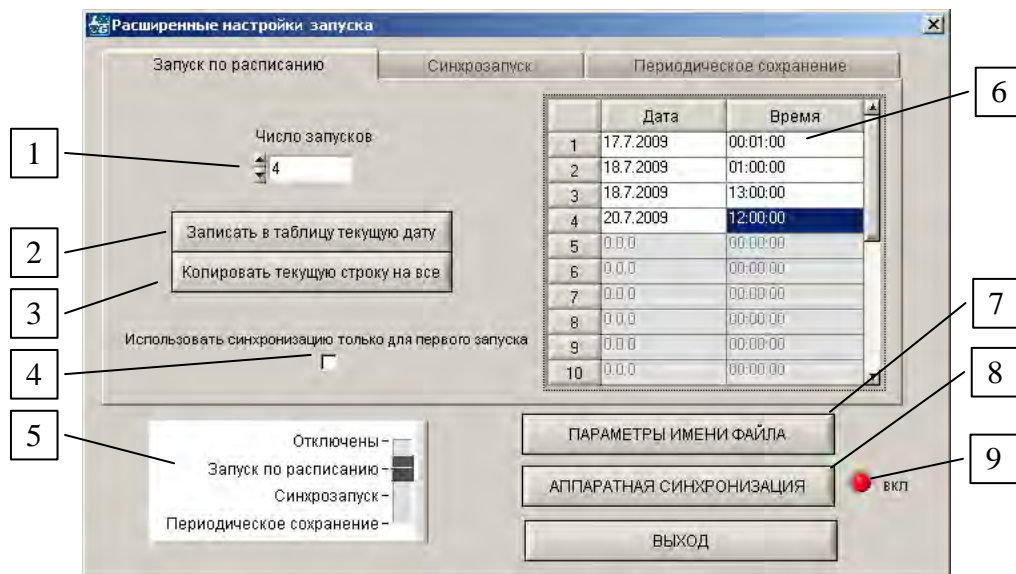 Расширенные настройки запуска
Запуск по расписанию
Синхрозапуск
Периодическое сохранение
Число запусков
4
Записать в таблицу текущую дату
Копировать текущую строку на все
Использовать синхронизацию только для первого запуска
Дата Время
1 17.7.2009 00:01:00
2 18.7.2009 01:00:00
3 18.7.2009 13:00:00
4 20.7.2009 12:00:00
5 0.0.0 00:00:00
6 0.0.0 00:00:00
7 0.0.0 00:00:00
8 0.0.0 00:00:00
9 0.0.0 00:00:00
10 0.0.0 00:00:00
Отключены
Запуск по расписанию
Синхрозапуск
Периодическое сохранение
ПАРАМЕТРЫ ИМЕНИ ФАЙЛА
АППАРАТНАЯ СИНХРОНИЗАЦИЯ
вкл
ВЫХОД
1
2
3
4
5
6
7
8
9